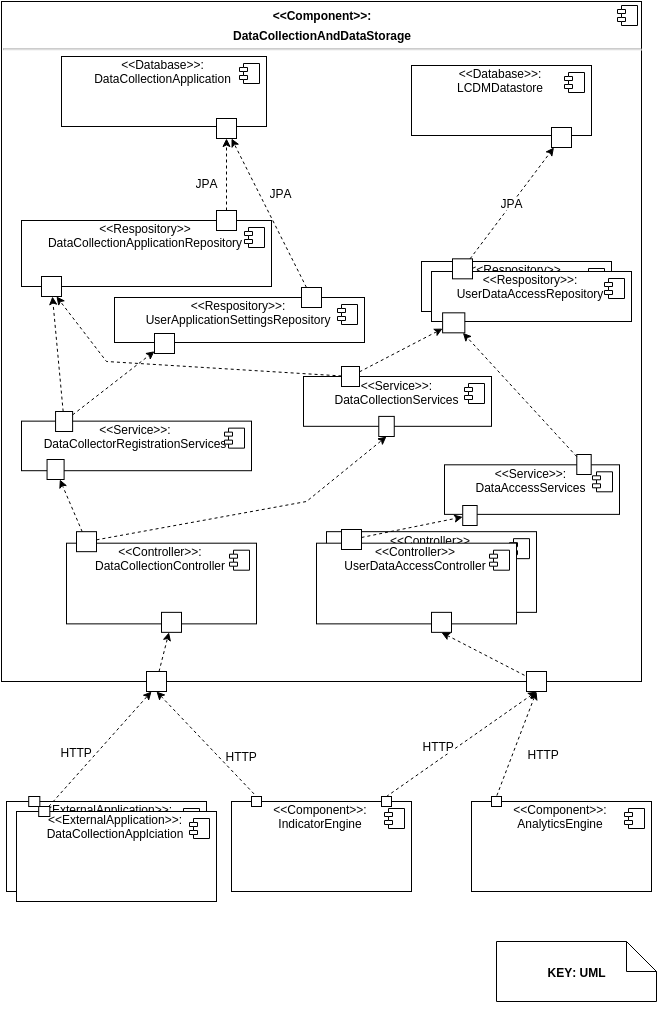 <<Component>>:
DataCollectionAndDataStorage
<<Database>>:
DataCollectionApplication
<<Database>>:
LCDMDatastore
JPA
JPA
JPA
<<Respository>>
DataCollectionApplicationRepository
<<Respository>>:
<<Respository>>:
UserDataAccessRepository
<<Respository>>:
UserApplicationSettingsRepository
<<Service>>:
DataCollectionServices
<<Service>>:
DataCollectorRegistrationServices
<<Service>>:
DataAccessServices
<<Controller>>:
DataCollectionController
<<Controller>>
<<Controller>>
UserDataAccessController
HTTP
HTTP
HTTP
HTTP
<<ExternalApplication>>:
<<ExternalApplication>>:
DataCollectionApplciation
<<Component>>:
IndicatorEngine
<<Component>>:
AnalyticsEngine
KEY: UML